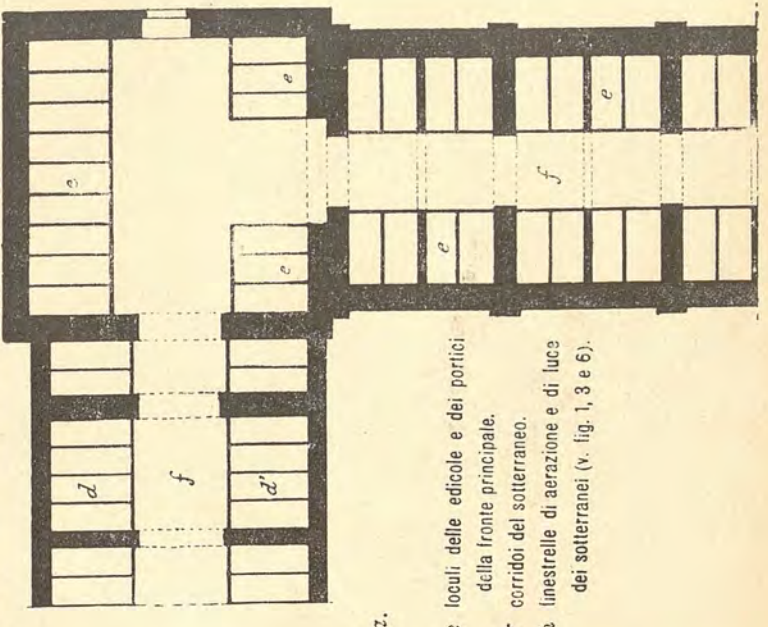 e
e
e
e
e
f
d
f
d'
z.
e loculi delle edicole e dei portici
della fronte principale.
corridoi del sotterraneo.
finestrelle di aerazione e di luce
dei sotterranei (v. fig. 1, 3 e 6).